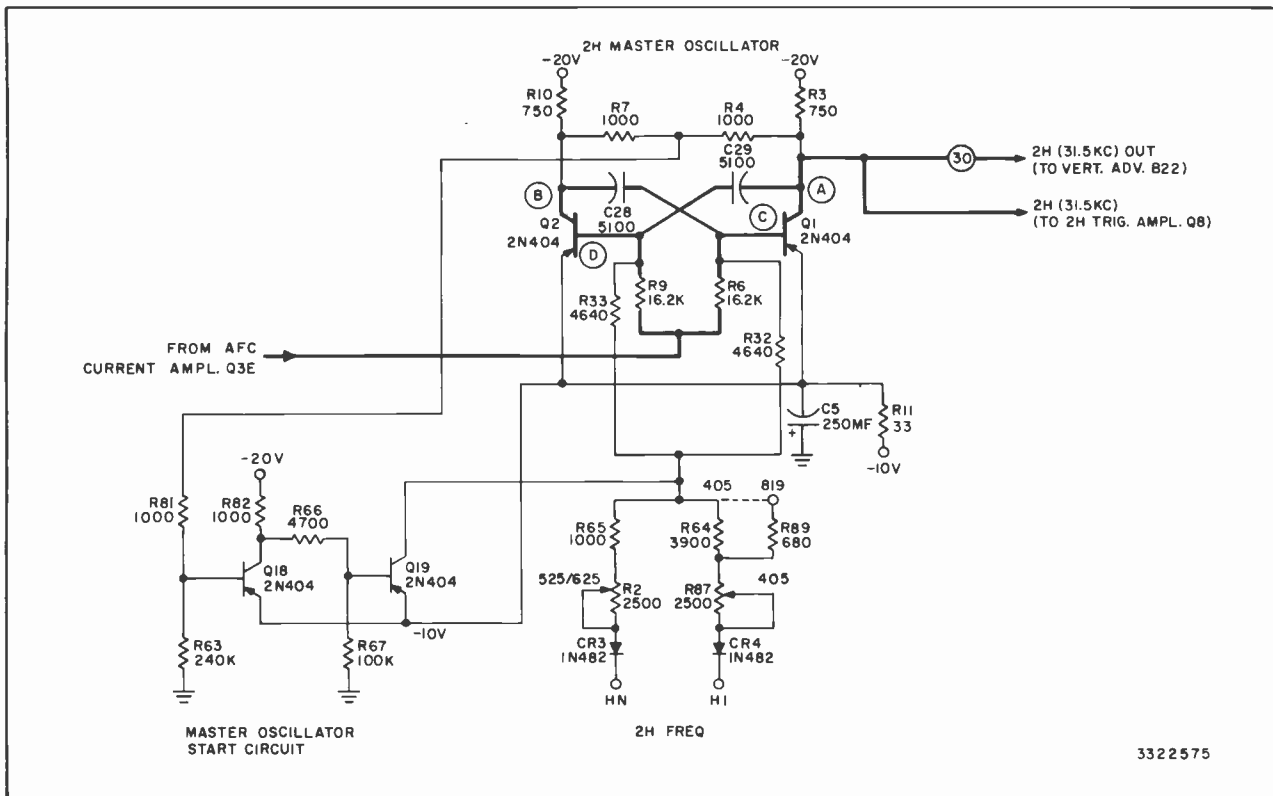 2H MASTER OSCILLATOR
-20V
-20V
R10
750
R7
1000
R4
1000
R3
750
C29
5100
30
2H (31.5KC) OUT
(TO VERT. ADV. B22)
B
A
C28
5100
C
Q2
2N404
Q1
2N404
2H (31.5KC)
(TO 2H TRIG. AMPL. Q8)
D
R9
16.2K
R6
16.2K
R33
4640
R32
4640
FROM AFC
CURRENT AMPL. Q3E
C5
250MF
+
R11
33
-10V
-20V
R81
1000
R82
1000
R66
4700
405
819
R65
1000
R64
3900
R89
680
Q18
2N404
Q19
2N404
525/625
R2
2500
R87
2500
405
-10V
R63
240K
R67
100K
CR3
1N482
CR4
1N482
HN
HI
MASTER OSCILLATOR
START CIRCUIT
2H FREQ
3322575